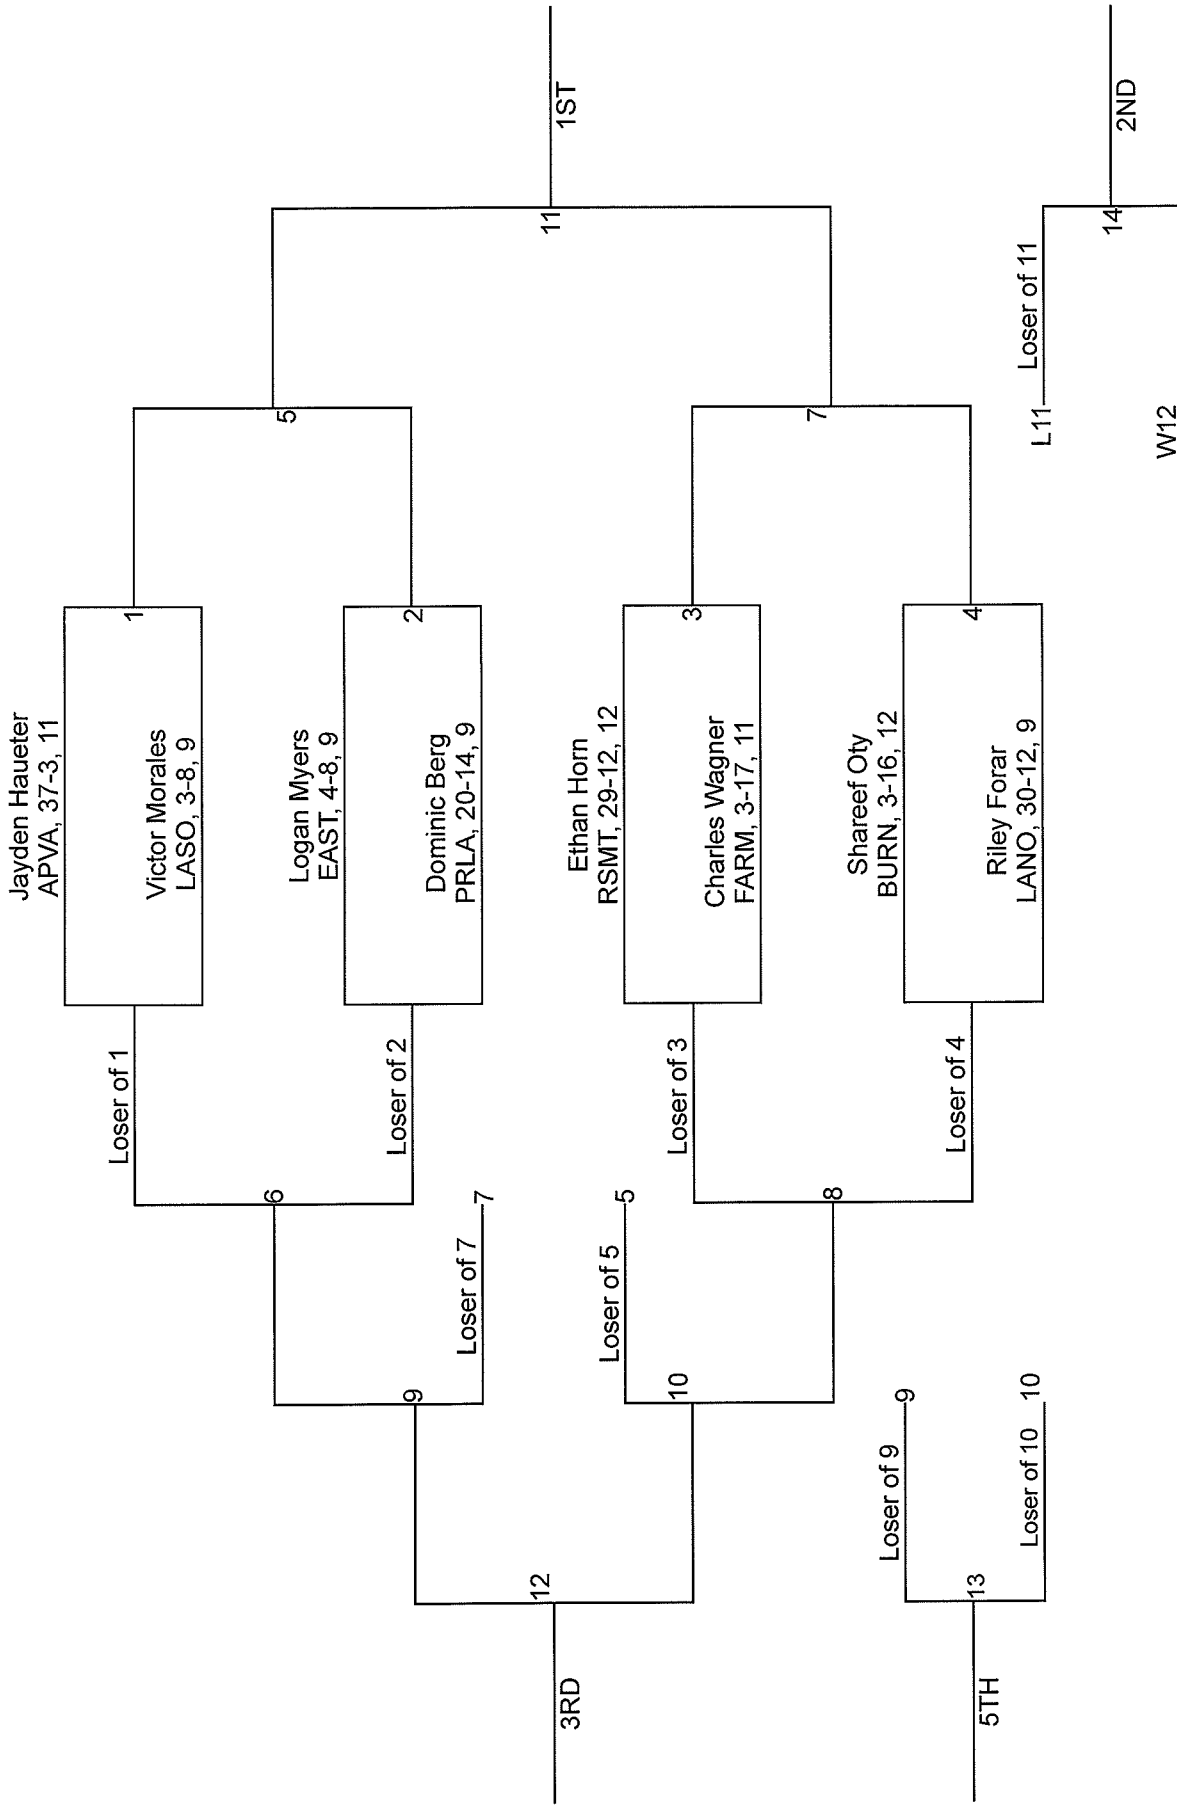 Jayden Haueter
APVA, 37-3, 11
1
Victor Morales
LASO, 3-8, 9
Logan Myers
EAST, 4-8, 9
2
Dominic Berg
PRLA, 20-14, 9
Ethan Horn
RSMT, 29-12, 12
3
Charles Wagner
FARM, 3-17, 11
Shareef Oty
BURN, 3-16, 12
4
Riley Forar
LANO, 30-12, 9
5
7
11
1ST
Loser of 1
Loser of 2
6
Loser of 7
7
9
Loser of 5
5
Loser of 3
Loser of 4
8
10
12
3RD
Loser of 9
9
Loser of 10
10
13
5TH
L11
Loser of 11
14
2ND
W12